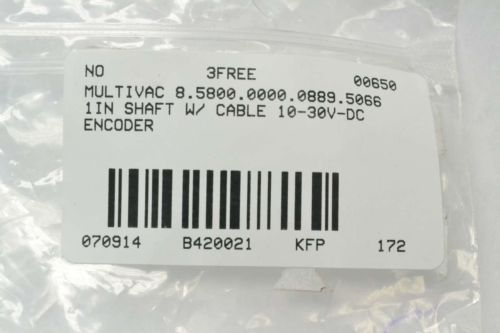 NO 3FREE 00650
MULTIVAC 8.5800.0000.0889.5066
1IN SHAFT W/ CABLE 10-30V-DC
ENCODER
070914 B420021 KFP 172